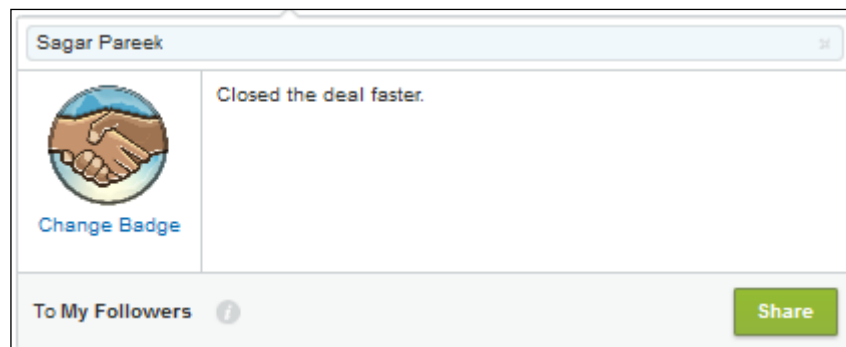 Sagar Pareek
Closed the deal faster.
Change Badge
To My Followers
Share